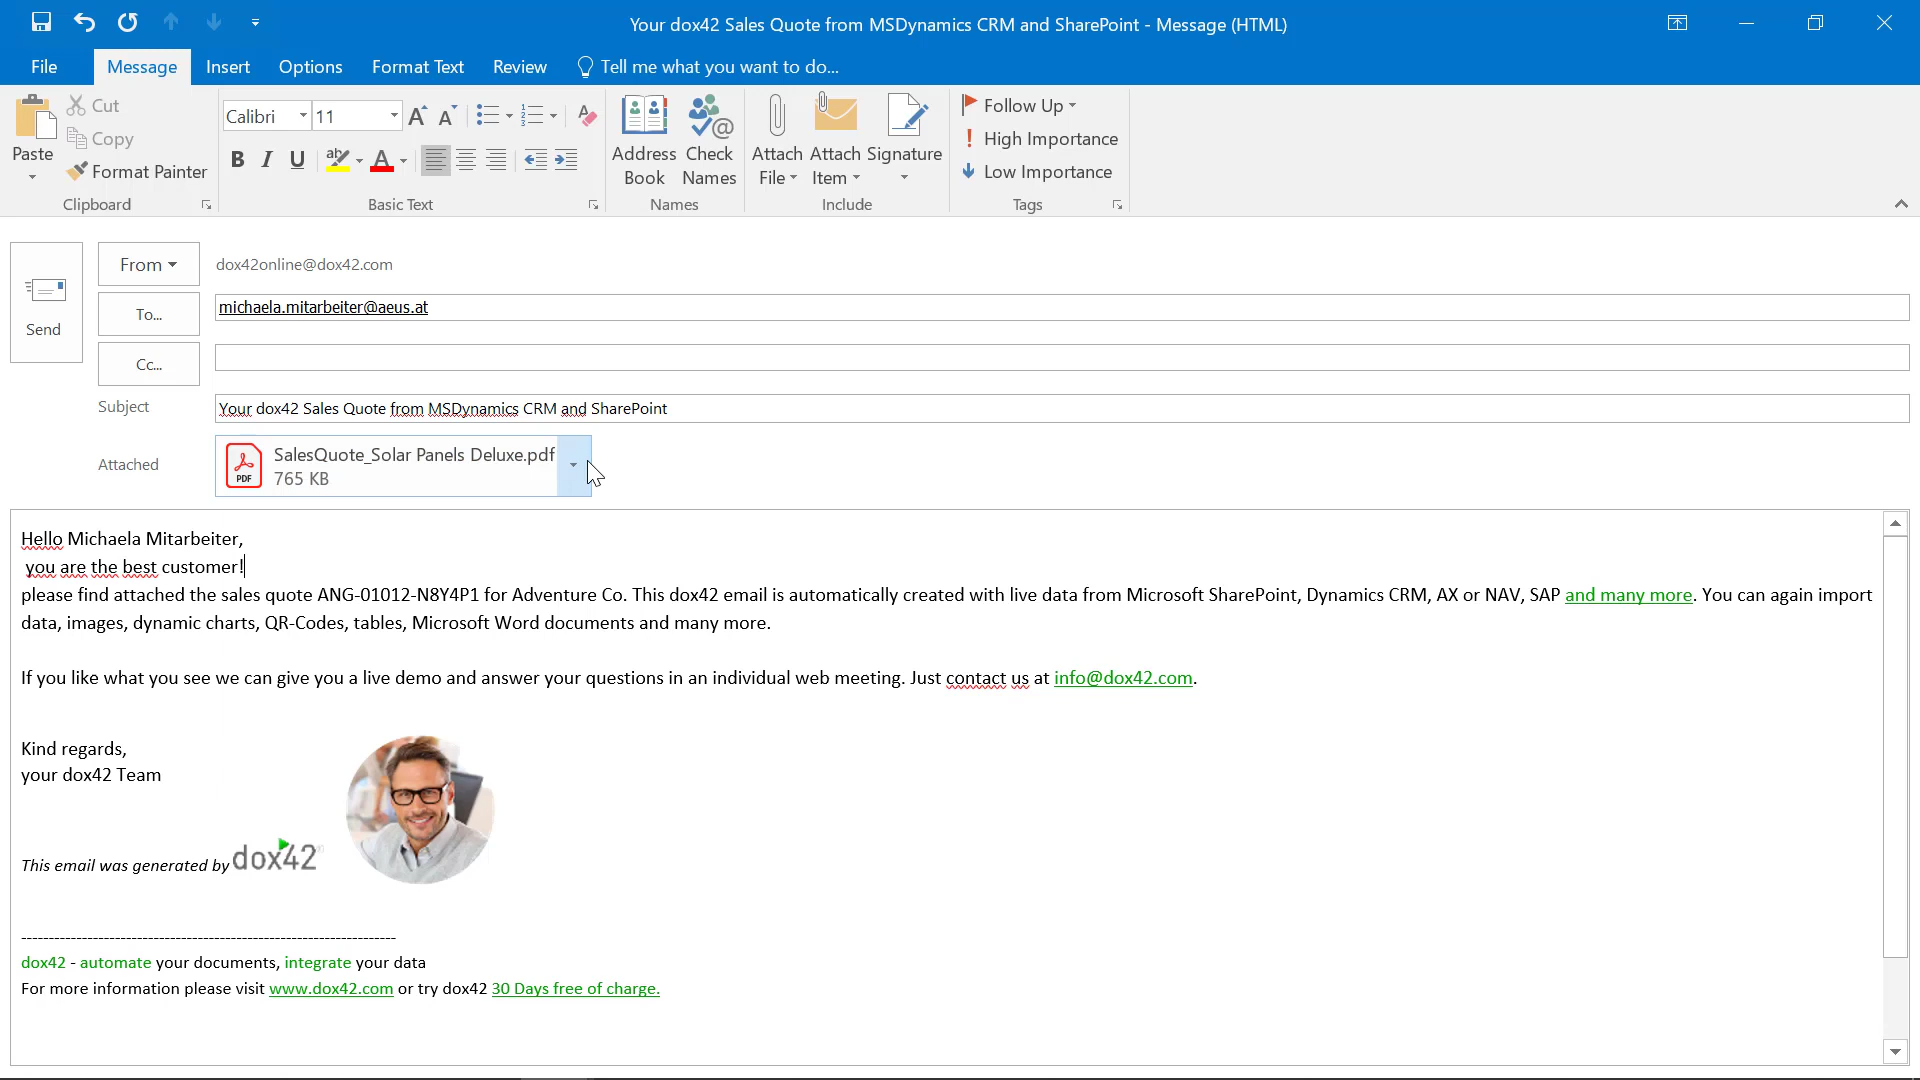 Your dox42 Sales Quote from MSDynamics CRM and SharePoint - Message (HTML)
File Message Insert Options Format Text Review Tell me what you want to do...
Paste
Cut
Copy
Format Painter
Clipboard
Calibri 11
B I U ab A
Basic Text
Address Book
Check Names
Names
Attach File
Attach Item
Signature
Include
Follow Up
High Importance
Low Importance
Tags
Send
From dox42online@dox42.com
To... michaela.mitarbeiter@aeus.at
Cc...
Subject Your dox42 Sales Quote from MSDynamics CRM and SharePoint
Attached PDF SalesQuote_Solar Panels Deluxe.pdf
765 KB
Hello Michaela Mitarbeiter,
you are the best customer!
please find attached the sales quote ANG-01012-N8Y4P1 for Adventure Co. This dox42 email is automatically created with live data from Microsoft SharePoint, Dynamics CRM, AX or NAV, SAP and many more. You can again import
data, images, dynamic charts, QR-Codes, tables, Microsoft Word documents and many more.
If you like what you see we can give you a live demo and answer your questions in an individual web meeting. Just contact us at info@dox42.com.
Kind regards,
your dox42 Team
This email was generated by dox42
--------------------------------------------------------------------
dox42 - automate your documents, integrate your data
For more information please visit www.dox42.com or try dox42 30 Days free of charge.